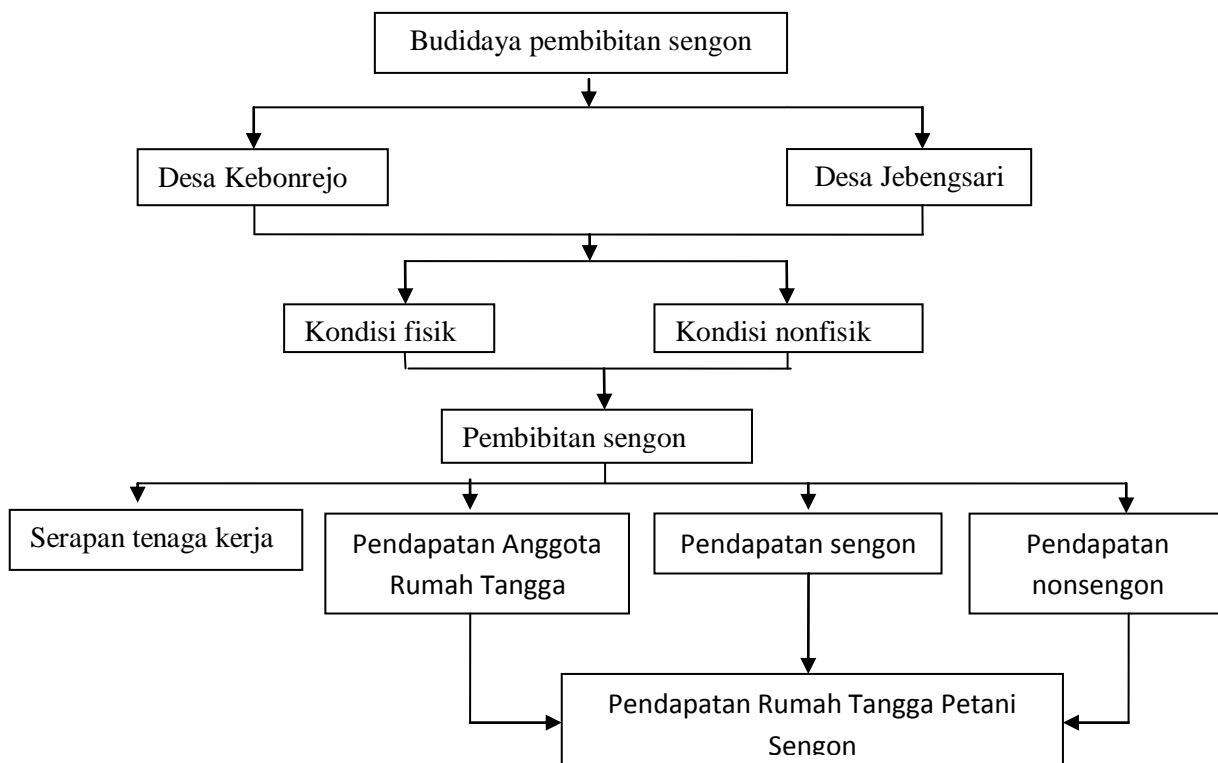 Budidaya pembibitan sengon
Desa Kebonrejo
Desa Jebengsari
Kondisi fisik
Kondisi nonfisik
Pembibitan sengon
Serapan tenaga kerja
Pendapatan Anggota
Rumah Tangga
Pendapatan sengon
Pendapatan
nonsengon
Pendapatan Rumah Tangga Petani
Sengon